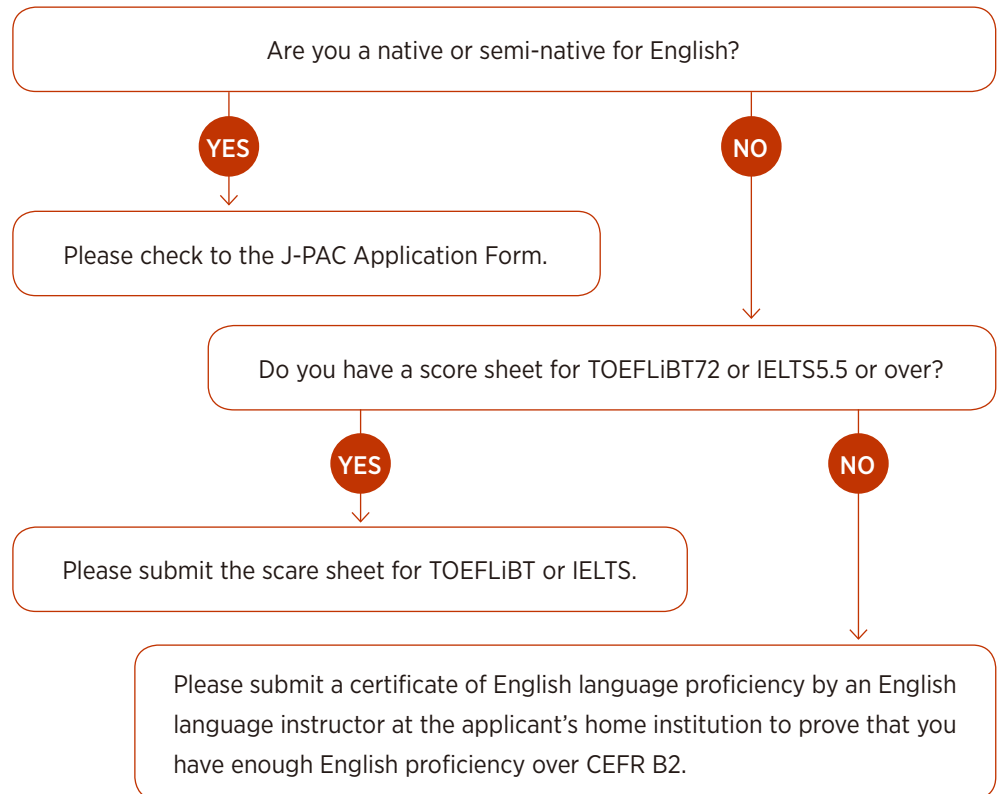 Are you a native or semi-native for English?
YES
NO
Please check to the J-PAC Application Form.
Do you have a score sheet for TOEFLiBT72 or IELTS5.5 or over?
YES
NO
Please submit the scare sheet for TOEFLiBT or IELTS.
Please submit a certificate of English language proficiency by an English
language instructor at the applicant’s home institution to prove that you
have enough English proficiency over CEFR B2.